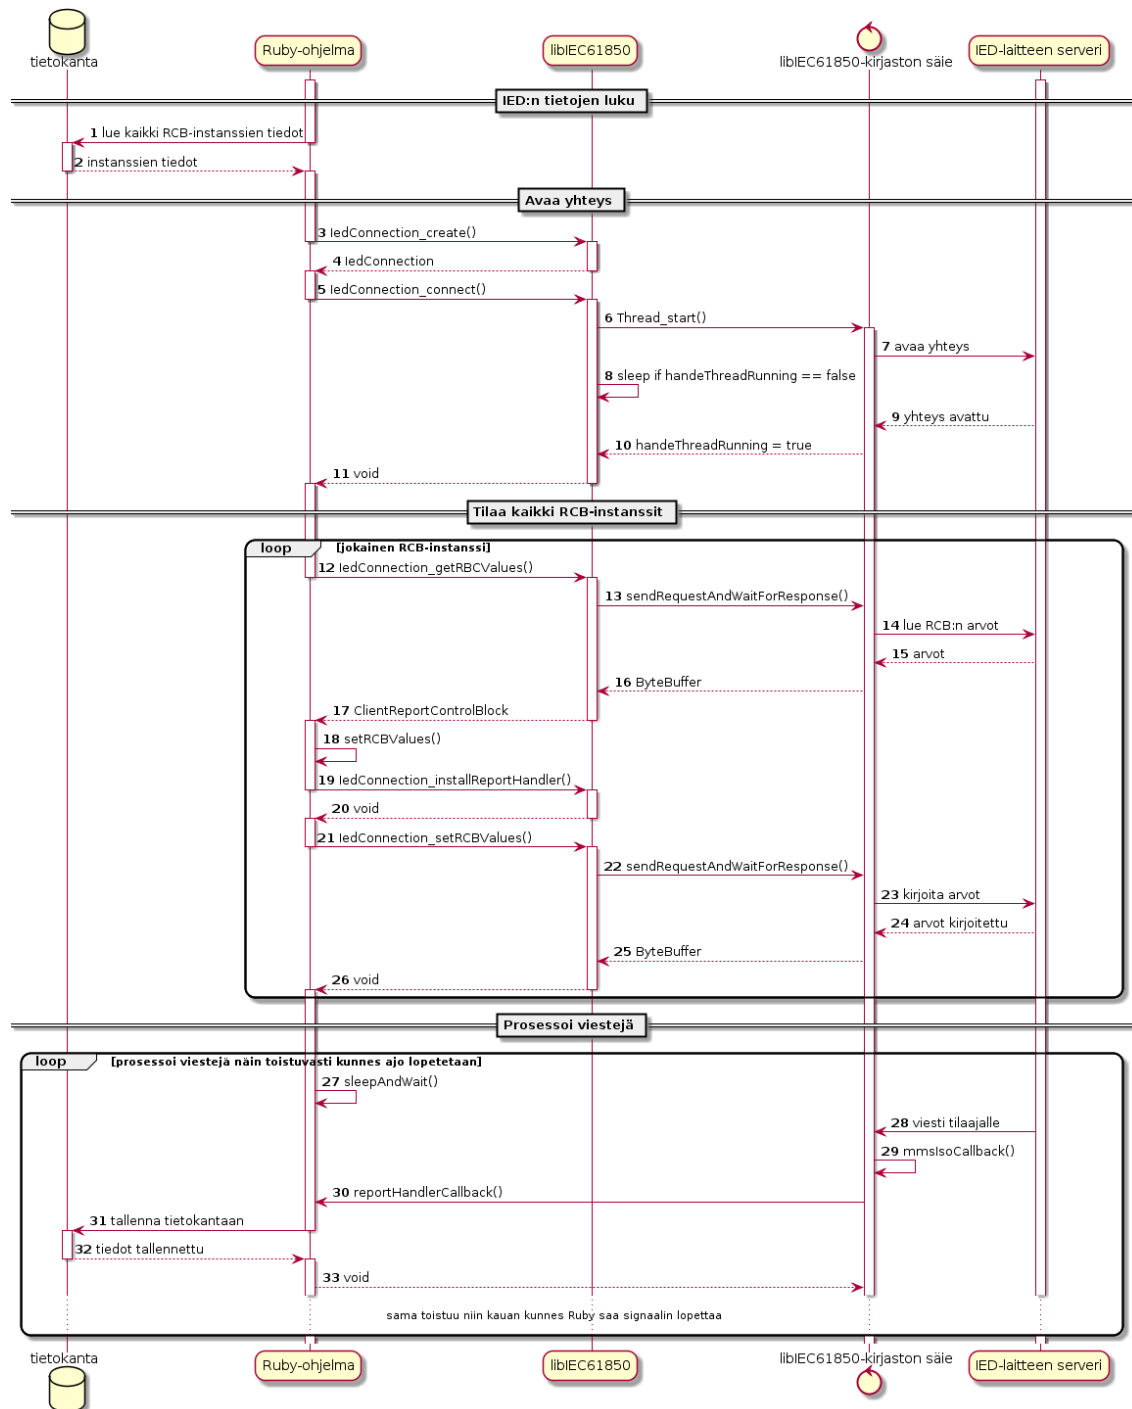 tietokanta
Ruby-ohjelma
libIEC61850
libIEC61850-kirjaston säie
IED-laitteen serveri
IED:n tietojen luku
1 lue kaikki RCB-instanssien tiedot
2 instanssien tiedot
Avaa yhteys
3 IedConnection_create()
4 IedConnection
5 IedConnection_connect()
6 Thread_start()
7 avaa yhteys
8 sleep if handeThreadRunning == false
9 yhteys avattu
10 handeThreadRunning = true
11 void
Tilaa kaikki RCB-instanssit
loop [jokainen RCB-instanssi]
12 IedConnection_getRBCValues()
13 sendRequestAndWaitForResponse()
14 lue RCB:n arvot
15 arvot
16 ByteBuffer
17 ClientReportControlBlock
18 setRCBValues()
19 IedConnection_installReportHandler()
20 void
21 IedConnection_setRCBValues()
22 sendRequestAndWaitForResponse()
23 kirjoita arvot
24 arvot kirjoitettu
25 ByteBuffer
26 void
Prosessoi viestejä
loop [prosessoi viestejä näin toistuvasti kunnes ajo lopetetaan]
27 sleepAndWait()
28 viesti tilaajalle
29 mmsIsoCallback()
30 reportHandlerCallback()
31 tallenna tietokantaan
32 tiedot tallennettu
33 void
sama toistuu niin kauan kunnes Ruby saa signaalin lopettaa
tietokanta
Ruby-ohjelma
libIEC61850
libIEC61850-kirjaston säie
IED-laitteen serveri